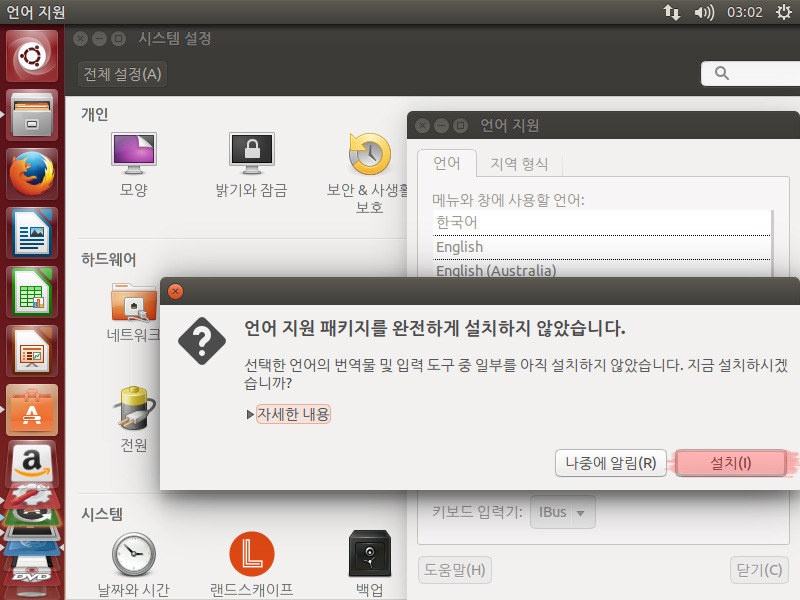 언어 지원
03:02
시스템 설정
전체 설정(A)
개인
모양
밝기와 잠금
보안 & 사생활
보호
하드웨어
네트워크
전원
시스템
날짜와 시간
랜드스케이프
백업
언어 지원
언어
지역 형식
메뉴와 창에 사용할 언어:
한국어
English
English (Australia)
언어 지원 패키지를 완전하게 설치하지 않았습니다.
선택한 언어의 번역물 및 입력 도구 중 일부를 아직 설치하지 않았습니다. 지금 설치하시겠
습니까?
자세한 내용
나중에 알림(R)
설치(I)
키보드 입력기:
IBus
도움말(H)
닫기(C)